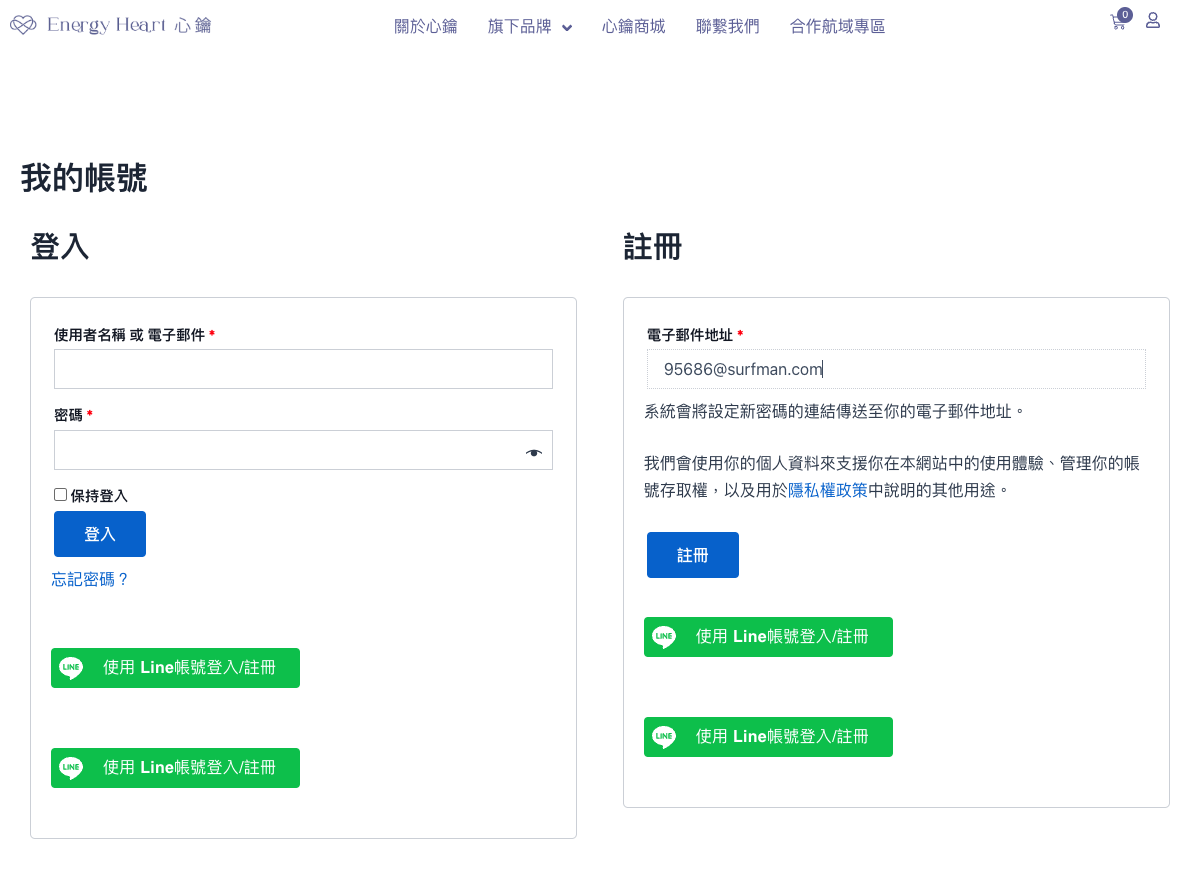 Energy Heart 心鑰
關於心鑰 旗下品牌 心鑰商城 聯繫我們 合作航域專區
0
我的帳號
登入
使用者名稱 或 電子郵件 *
密碼 *
保持登入
登入
忘記密碼？
LINE 使用 Line帳號登入/註冊
LINE 使用 Line帳號登入/註冊
註冊
電子郵件地址 *
95686@surfman.com
系統會將設定新密碼的連結傳送至你的電子郵件地址。
我們會使用你的個人資料來支援你在本網站中的使用體驗、管理你的帳
號存取權，以及用於隱私權政策中說明的其他用途。
註冊
LINE 使用 Line帳號登入/註冊
LINE 使用 Line帳號登入/註冊